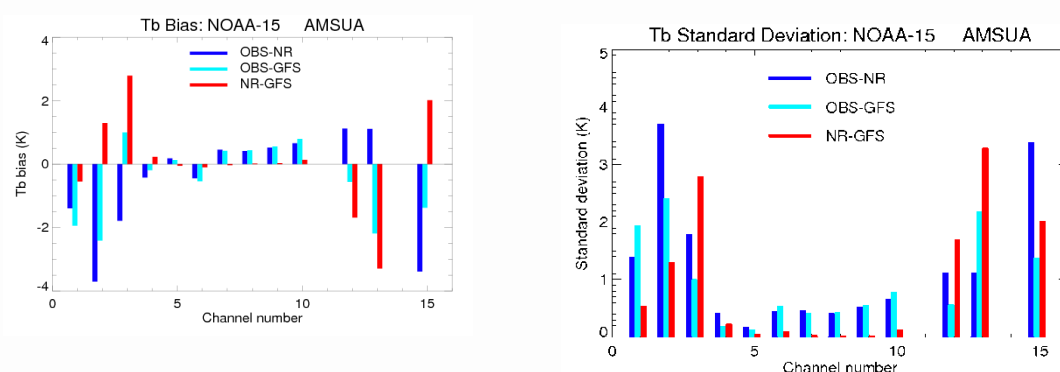 Tb Bias: NOAA-15 AMSUA
4
2
0
-2
-4
Tb bias (K)
OBS-NR
OBS-GFS
NR-GFS
0 5 10 15
Channel number
Tb Standard Deviation: NOAA-15 AMSUA
5
4
3
2
1
0
Standard deviation (K)
OBS-NR
OBS-GFS
NR-GFS
0 5 10 15
Channel number